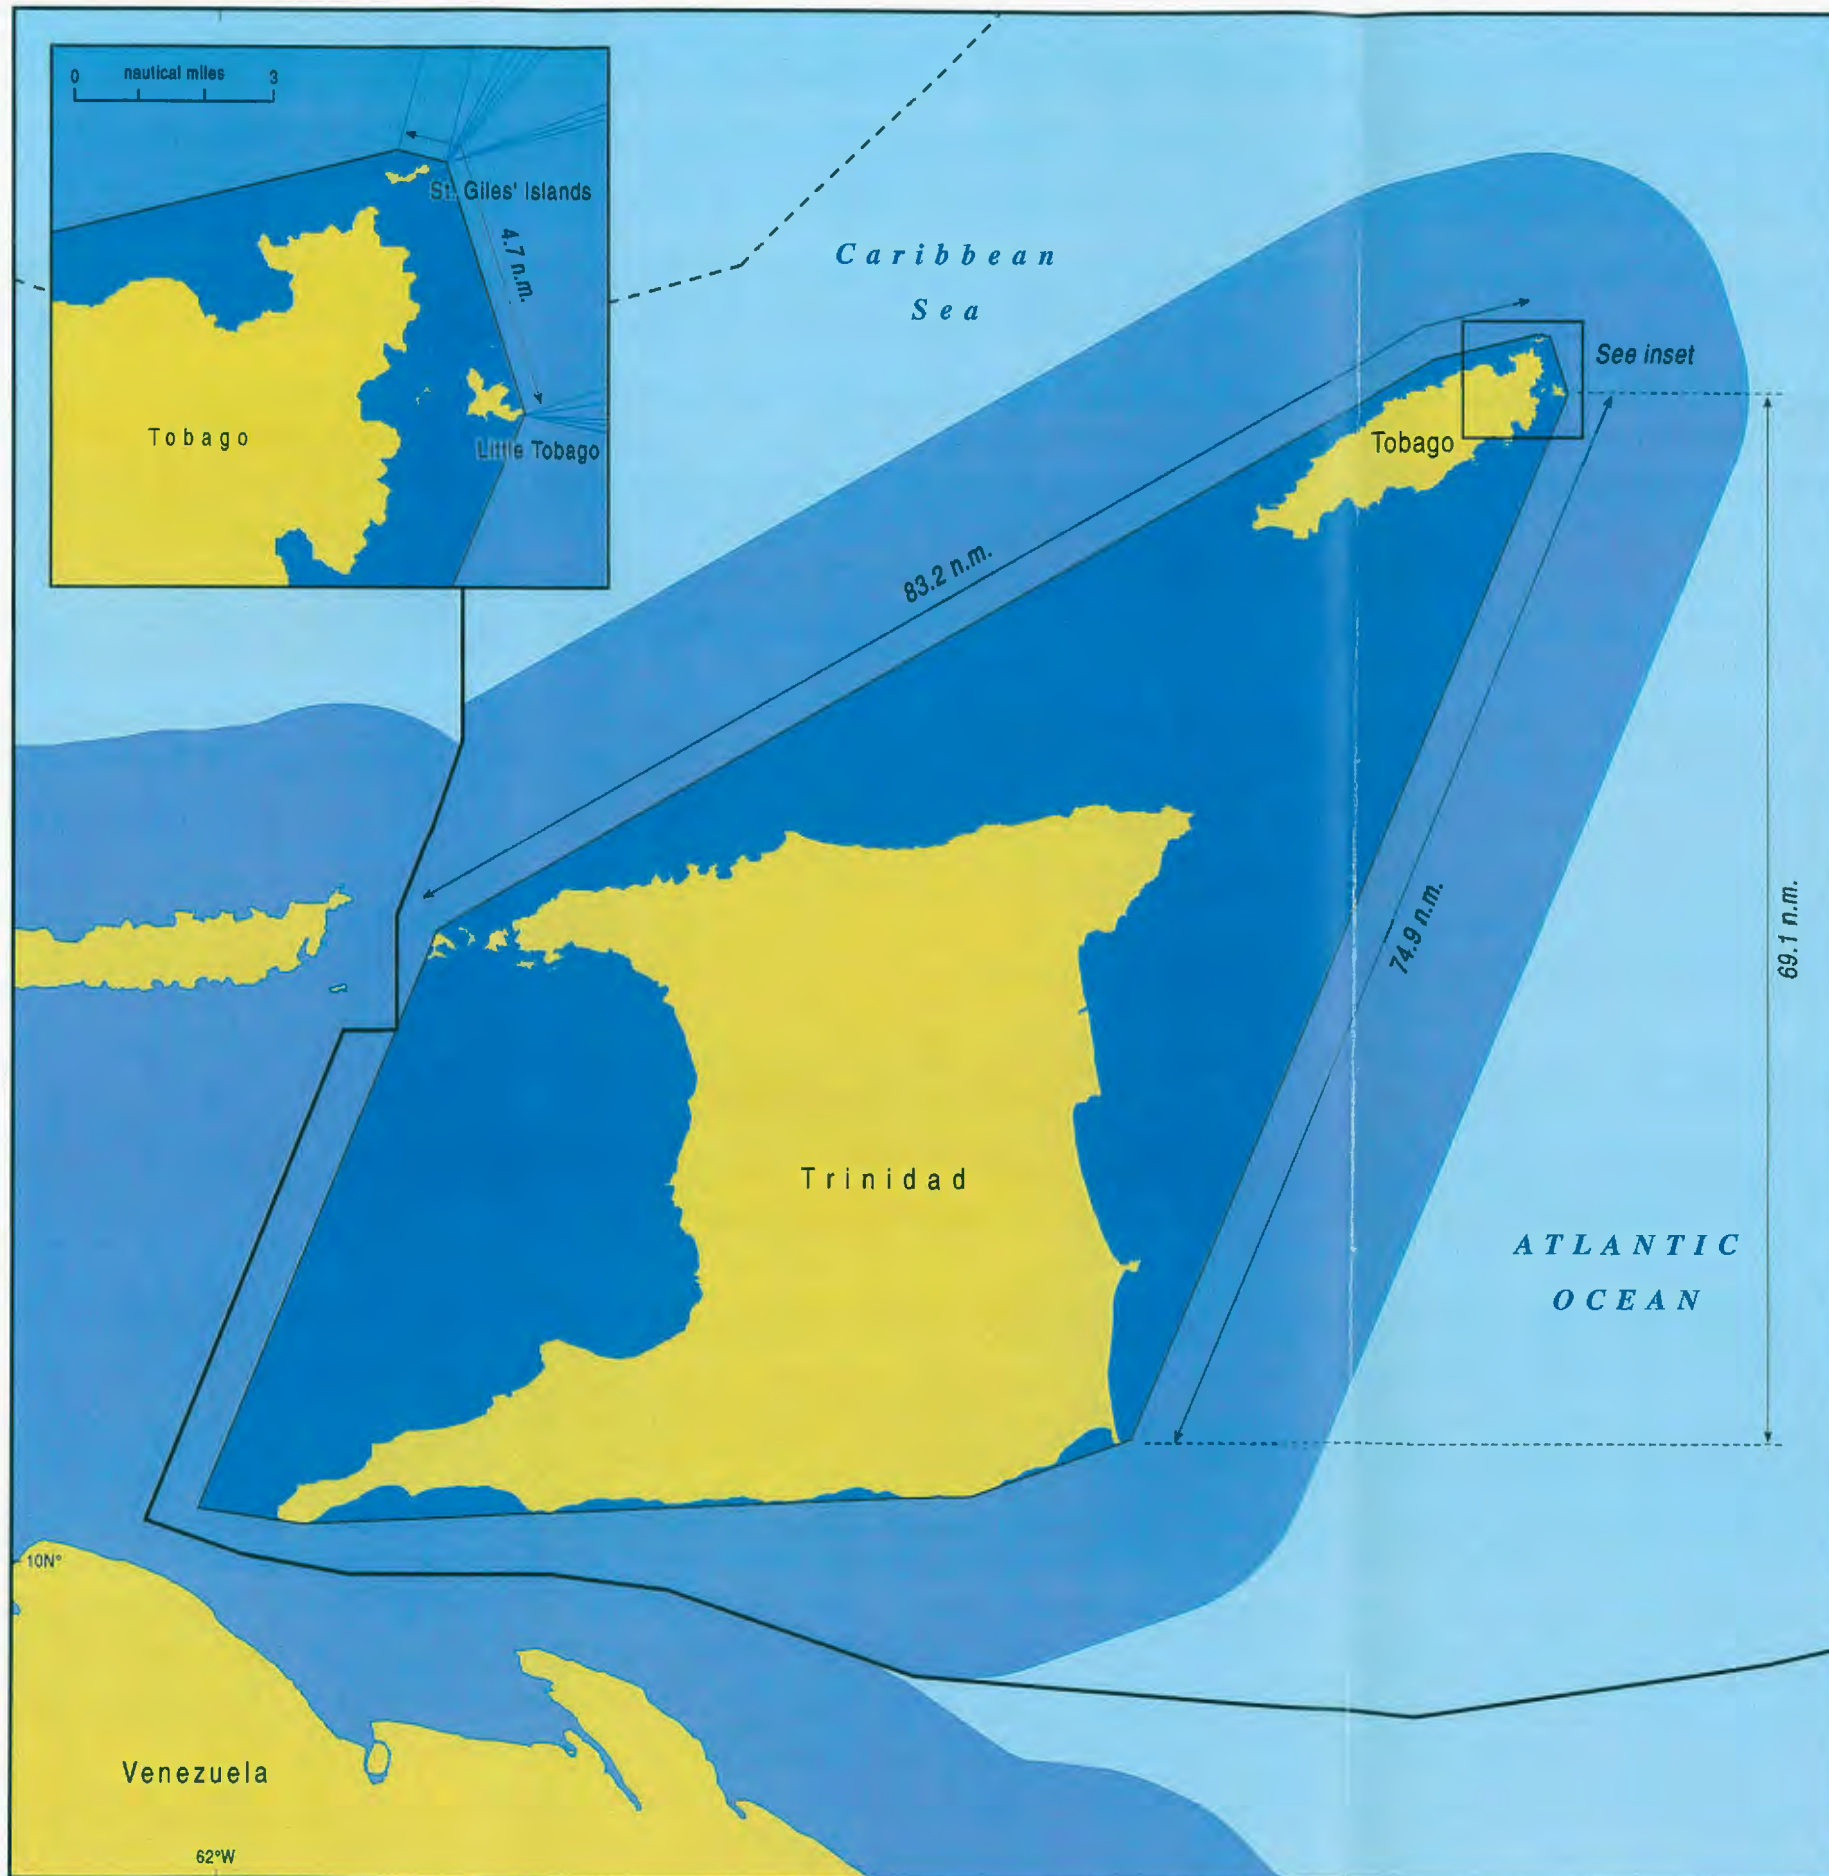 0 nautical miles 3
St. Giles' Islands
4.7 n.m.
Tobago
Little Tobago
Caribbean
Sea
See inset
Tobago
83.2 n.m.
74.9 n.m.
69.1 n.m.
Trinidad
ATLANTIC
OCEAN
10N°
Venezuela
62°W